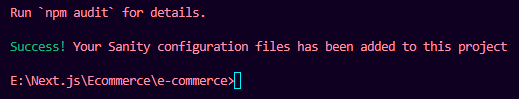 Run `npm audit` for details.
Success! Your Sanity configuration files has been added to this project
E:\Next.js\Ecommerce\e-commerce>